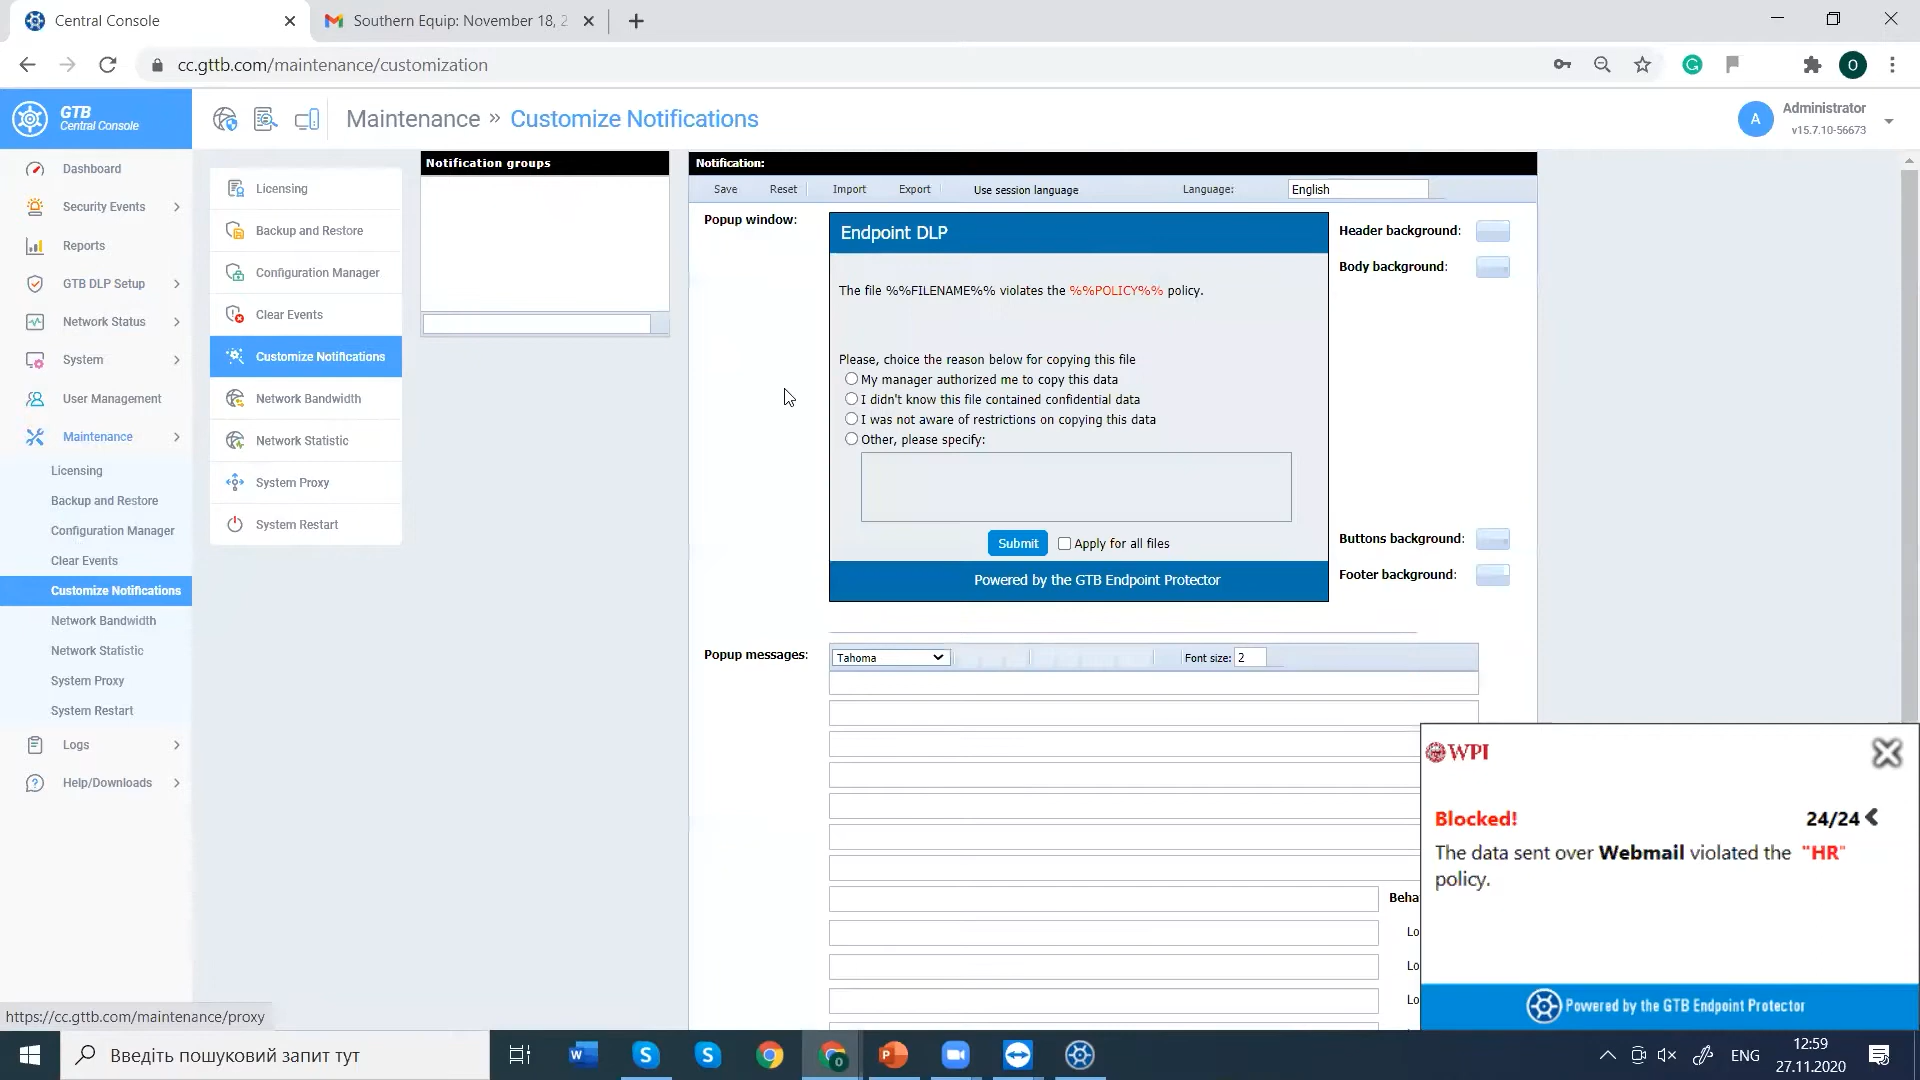 Central Console
Southern Equip: November 18, 2
cc.gttb.com/maintenance/customization
O
GTB
Central Console
Maintenance » Customize Notifications
A
Administrator
v15.7.10-56673
Dashboard
Security Events
Reports
GTB DLP Setup
Network Status
System
User Management
Maintenance
Licensing
Backup and Restore
Configuration Manager
Clear Events
Customize Notifications
Network Bandwidth
Network Statistic
System Proxy
System Restart
Logs
Help/Downloads
https://cc.gttb.com/maintenance/proxy
Licensing
Backup and Restore
Configuration Manager
Clear Events
Customize Notifications
Network Bandwidth
Network Statistic
System Proxy
System Restart
Notification groups
Notification:
Save Reset Import Export Use session language Language: English
Popup window:
Endpoint DLP
The file %%FILENAME%% violates the %%POLICY%% policy.
Please, choice the reason below for copying this file
My manager authorized me to copy this data
I didn't know this file contained confidential data
I was not aware of restrictions on copying this data
Other, please specify:
Submit Apply for all files
Powered by the GTB Endpoint Protector
Header background:
Body background:
Buttons background:
Footer background:
Popup messages: Tahoma Font size: 2
Beha
Lo
Lo
Lo
WPI
Blocked! 24/24
The data sent over Webmail violated the "HR"
policy.
Powered by the GTB Endpoint Protector
Введіть пошуковий запит тут
ENG
12:59
27.11.2020